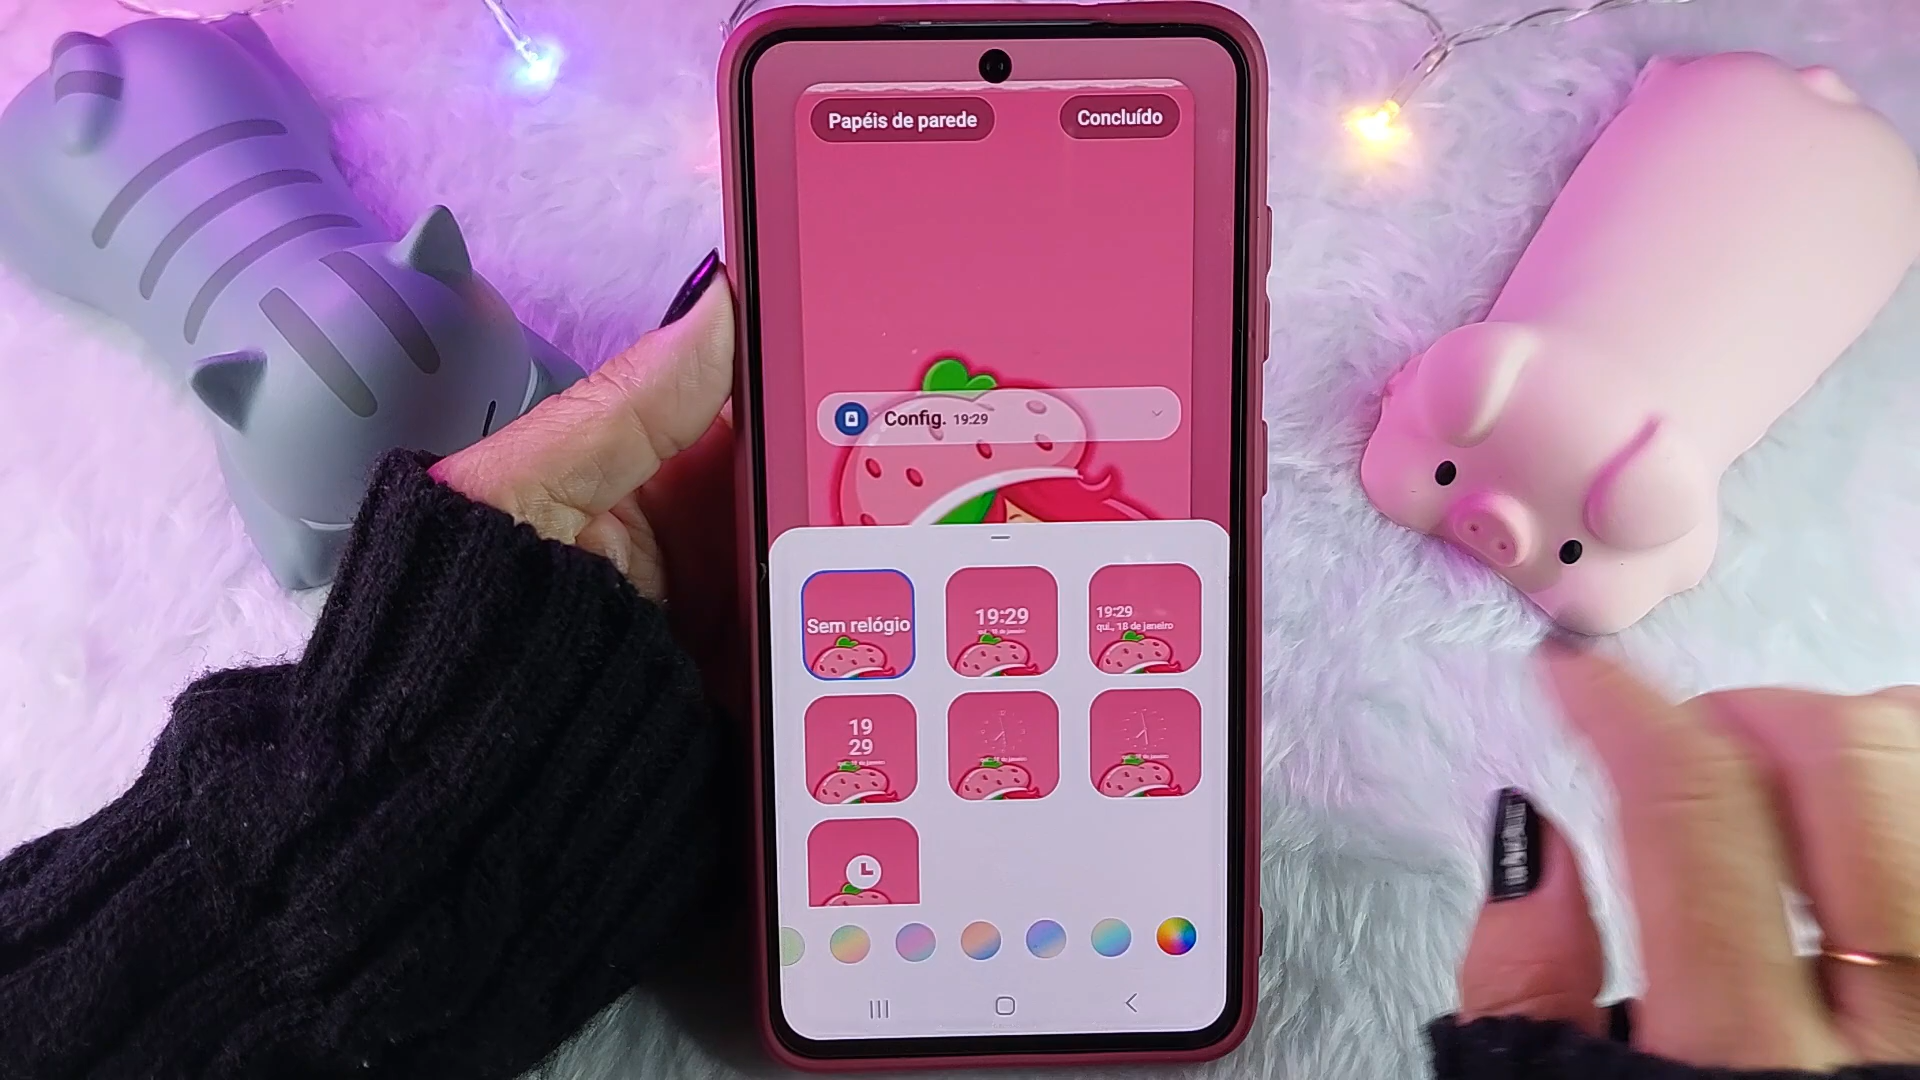 Papéis de parede
Concluído
Config. 19:29
Sem relógio
19:29
19:29
qui., 18 de janeiro
19
29